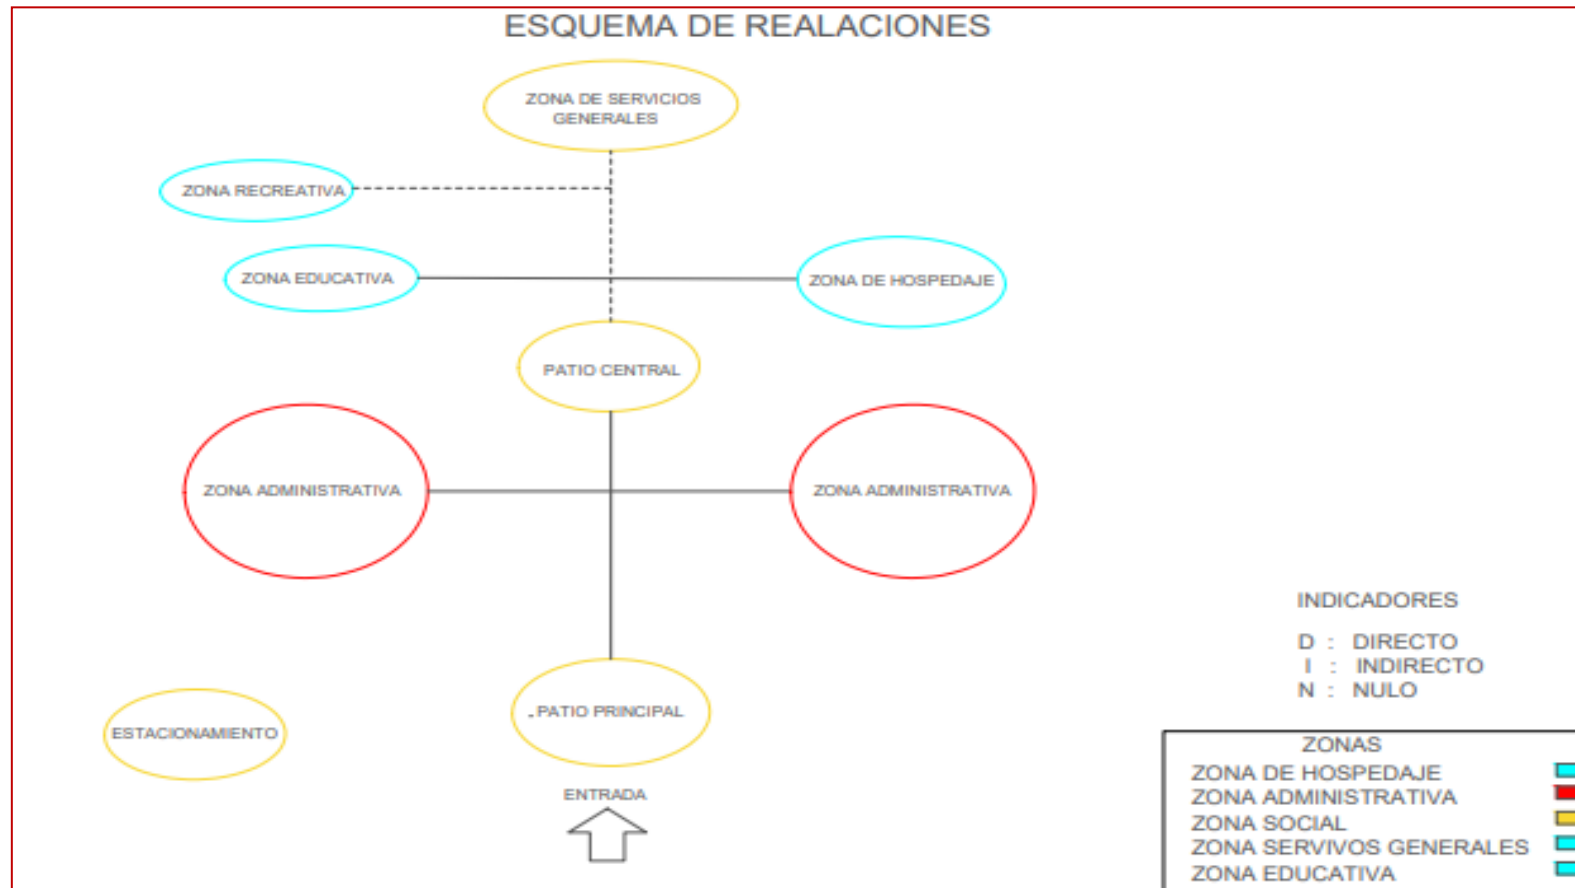 ESQUEMA DE REALACIONES
ZONA DE SERVICIOS
GENERALES
ZONA RECREATIVA
ZONA EDUCATIVA
ZONA DE HOSPEDAJE
PATIO CENTRAL
ZONA ADMINISTRATIVA
ZONA ADMINISTRATIVA
PATIO PRINCIPAL
ESTACIONAMIENTO
ENTRADA
INDICADORES
D : DIRECTO
I : INDIRECTO
N : NULO
ZONAS
ZONA DE HOSPEDAJE
ZONA ADMINISTRATIVA
ZONA SOCIAL
ZONA SERVIVOS GENERALES
ZONA EDUCATIVA